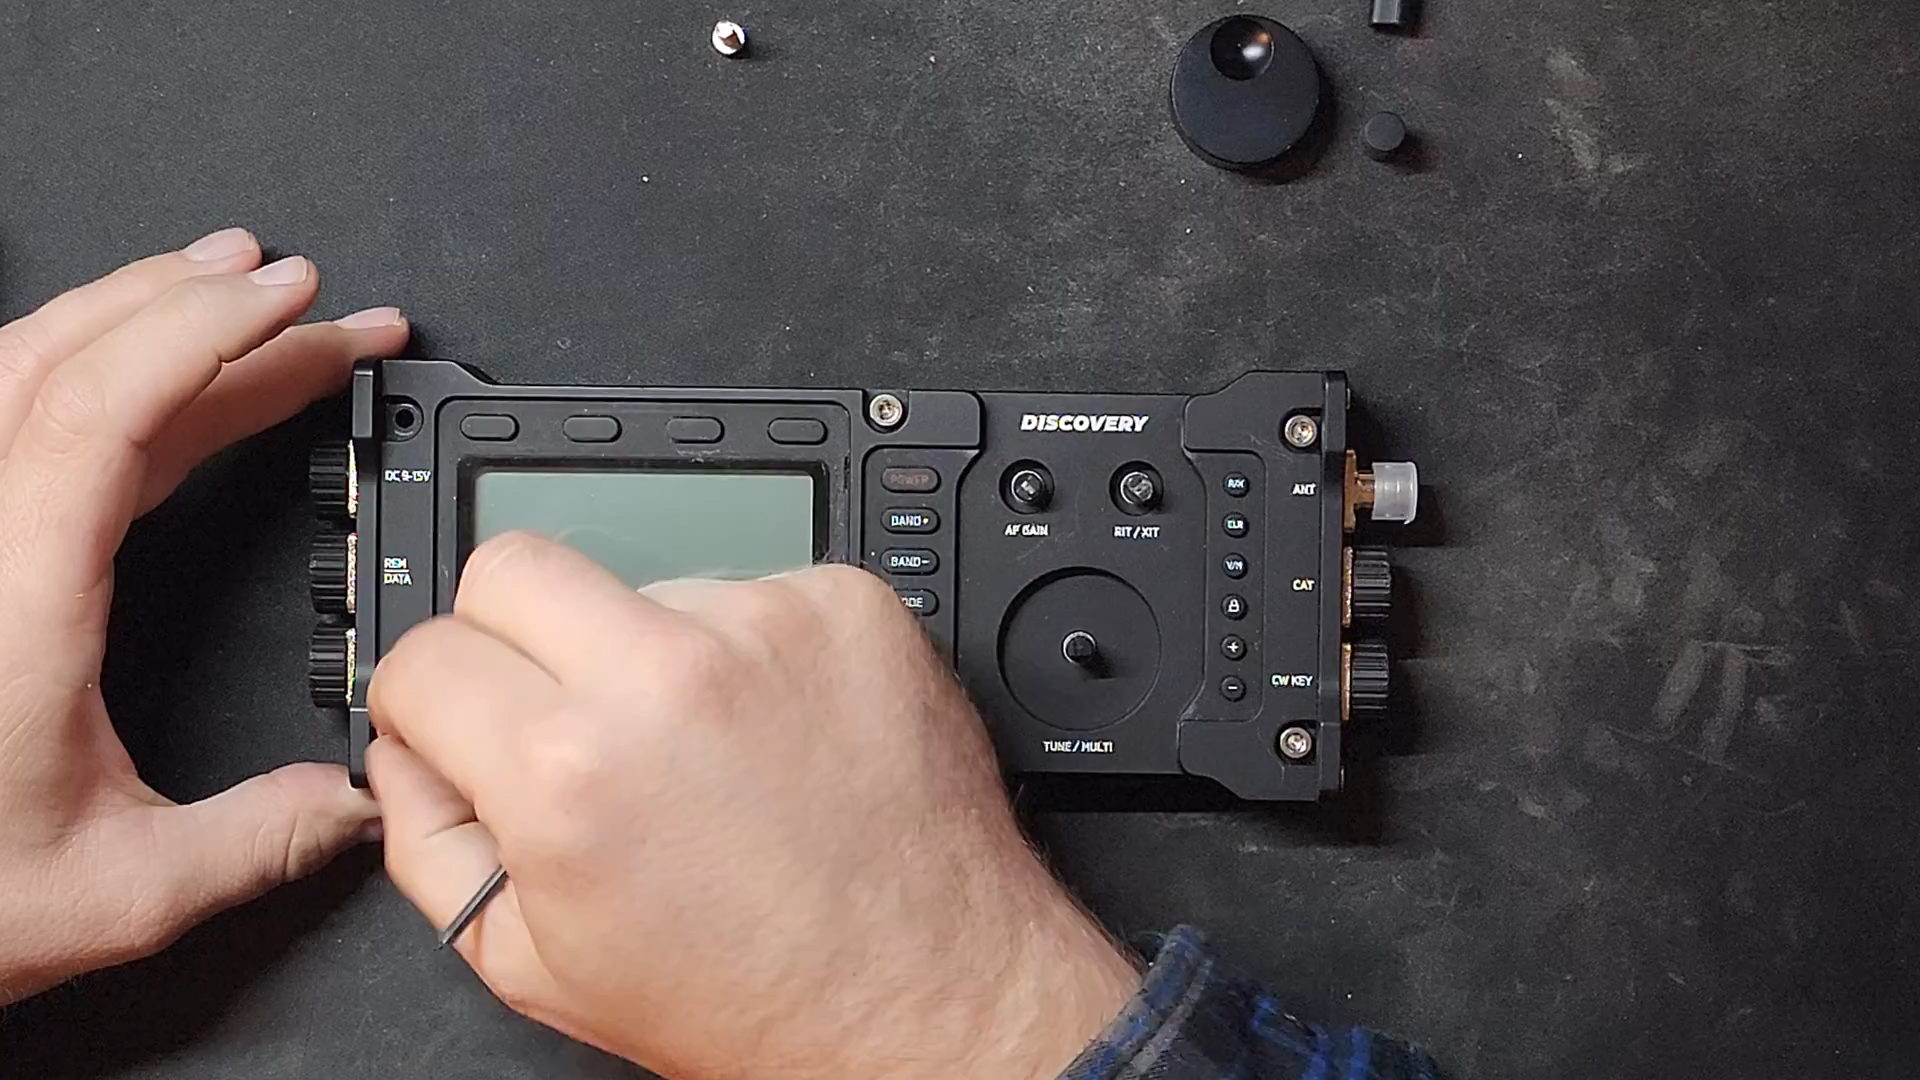 DISCOVERY
DC 9-15V
POWER
R/X
ANT
BAND+
CLR
AF GAIN
RIT / XIT
BAND-
V/M
REM
DATA
CAT
+
CW KEY
-
TUNE / MULTI